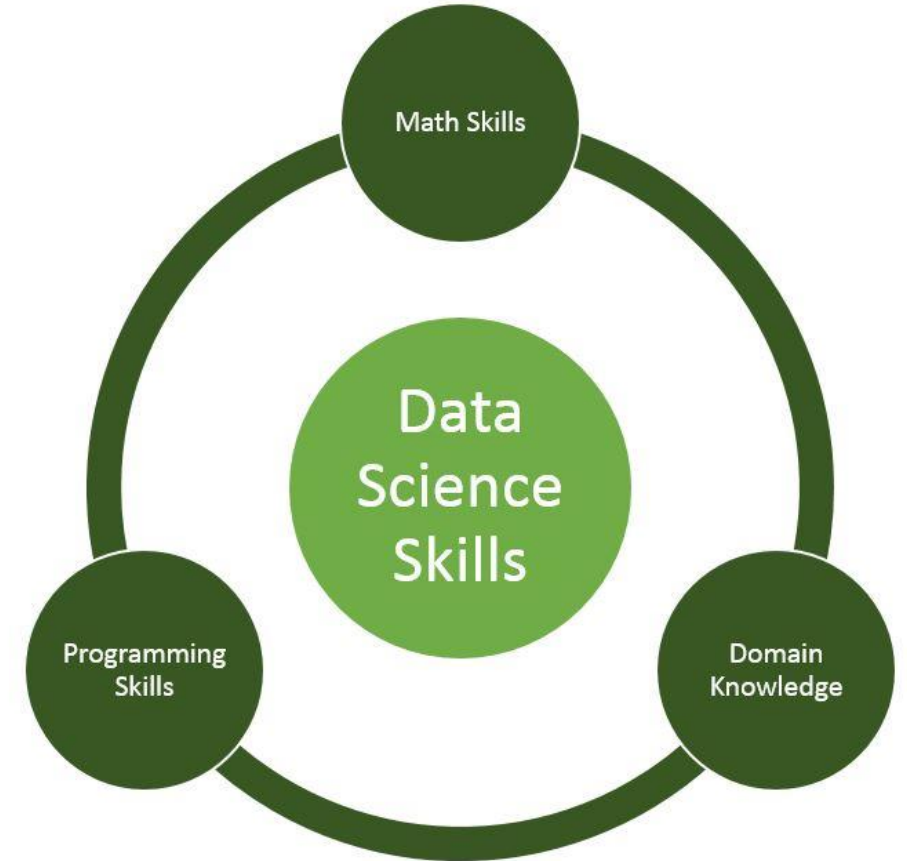 Math Skills
Data
Science
Skills
Programming
Skills
Domain
Knowledge